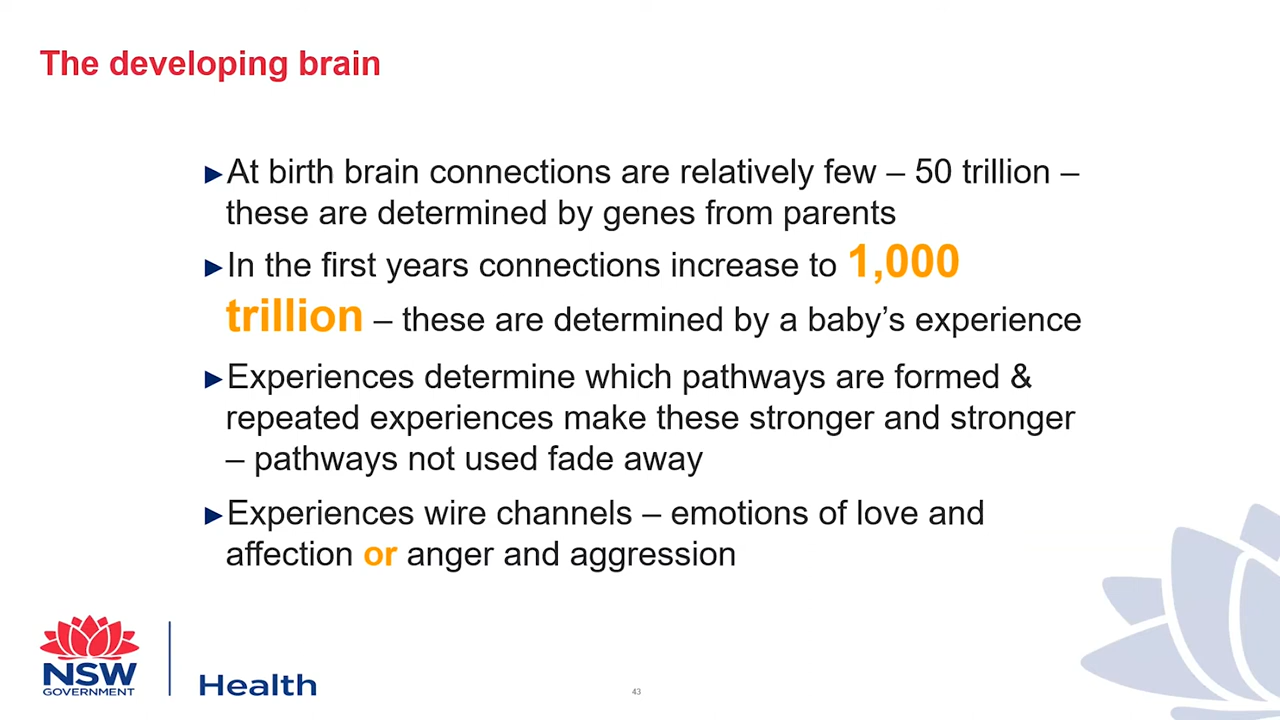 The developing brain
►At birth brain connections are relatively few – 50 trillion –
these are determined by genes from parents
►In the first years connections increase to 1,000
trillion – these are determined by a baby’s experience
►Experiences determine which pathways are formed &
repeated experiences make these stronger and stronger
– pathways not used fade away
►Experiences wire channels – emotions of love and
affection or anger and aggression
NSW
GOVERNMENT
Health
43